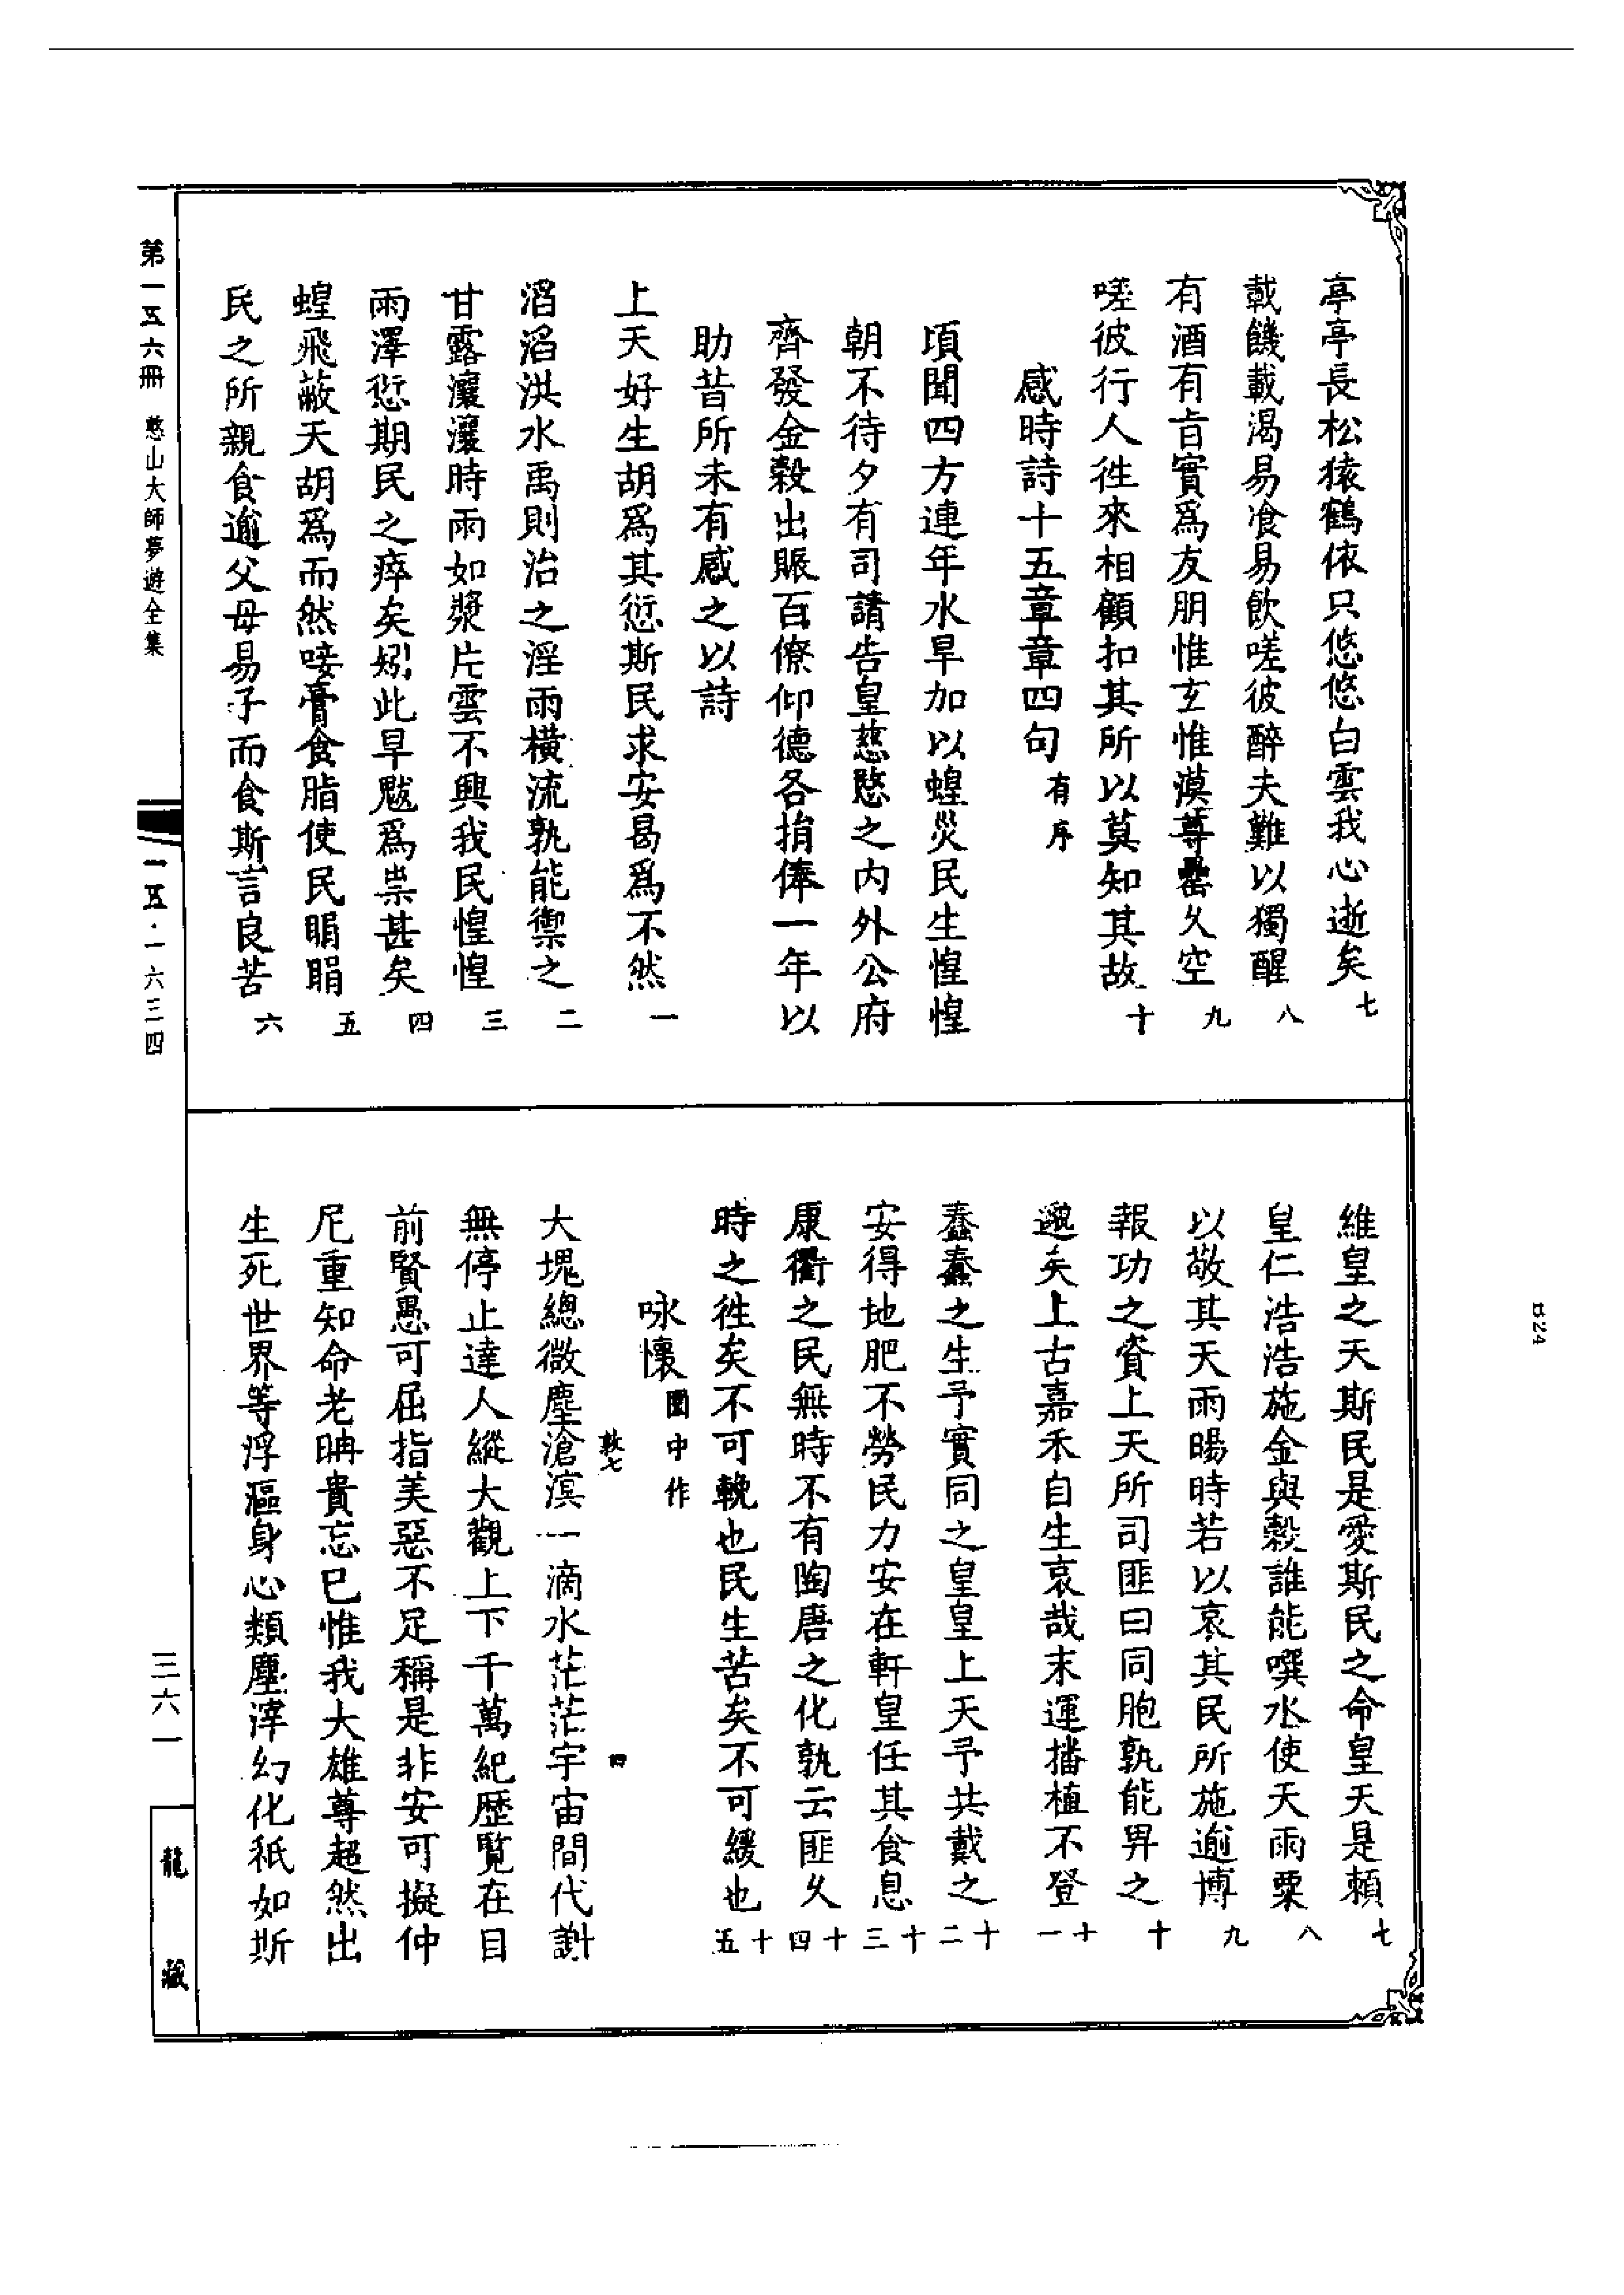 亭亭長松猿鶴依只悠悠白雲我心逝矣七
載饑載渴易飡易飲嗟彼醉夫難以獨醒八
有酒有旨實爲友朋惟玄惟漠尊罍久空九
嗟彼行人徃來相顧扣其所以莫知其故十
感時詩十五章章四句有序
頃聞四方連年水旱加以蝗災民生惶惶
朝不待夕有司請告皇慈愍之內外公府
齊發金穀出賑百僚仰德各捐俸一年以
助昔所未有感之以詩
上天好生胡爲其愆斯民求安曷爲不然一
滔滔洪水禹則治之淫雨橫流孰能禦之二
甘露瀼瀼時雨如漿片雲不興我民惶惶三
雨澤愆期民之瘁矣矧此旱魃爲祟甚矣四
蝗飛蔽天胡爲而然唼膏食脂使民睊睊五
民之所親食逾父母易子而食斯言良苦六
維皇之天斯民是愛斯民之命皇天是賴七
皇仁浩浩施金與穀誰能噀水使天雨粟八
以敬其天雨暘時若以哀其民所施逾博九
報功之資上天所司匪曰同胞孰能畀之十
邈矣上古嘉禾自生哀哉末運播植不登十一
蠢蠢之生予實同之皇皇上天予共戴之十二
安得地肥不勞民力安在軒皇任其食息十三
康衢之民無時不有陶唐之化孰云匪久十四
時之徃矣不可輓也民生苦矣不可緩也十五
咏懷圜中作
敦七 四
大塊總微塵滄溟一滴水茫茫宇宙間代謝
無停止達人縱大觀上下千萬紀歷覽在目
前賢愚可屈指美惡不足稱是非安可擬仲
尼重知命老聃貴忘已惟我大雄尊超然出
生死世界等浮漚身心類塵滓幻化祇如斯
第一五六冊 憨山大師夢遊全集 一五·一六三四
三六一 龍藏